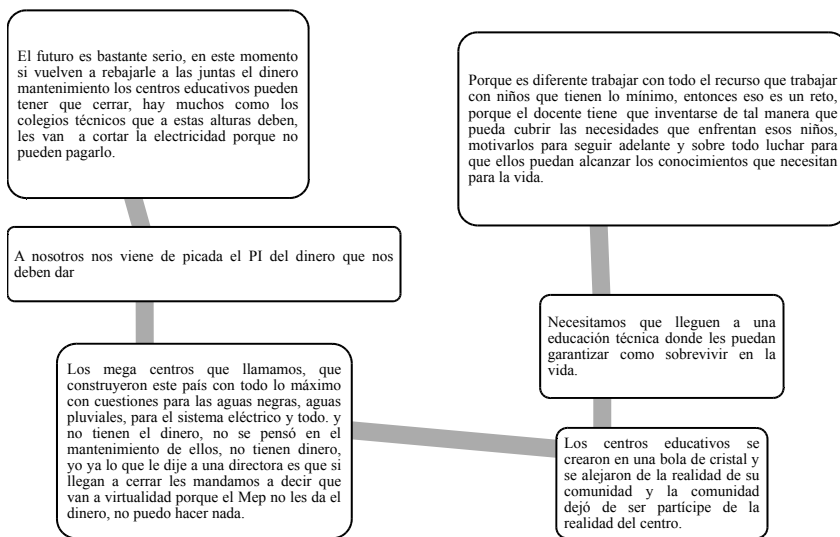 El futuro es bastante serio, en este momento
si vuelven a rebajarle a las juntas el dinero
mantenimiento los centros educativos pueden
tener que cerrar, hay muchos como los
colegios técnicos que a estas alturas deben,
les van a cortar la electricidad porque no
pueden pagarlo.
A nosotros nos viene de picada el PI del dinero que nos
deben dar
Los mega centros que llamamos, que
construyeron este país con todo lo máximo
con cuestiones para las aguas negras, aguas
pluviales, para el sistema eléctrico y todo. y
no tienen el dinero, no se pensó en el
mantenimiento de ellos, no tienen dinero,
yo ya lo que le dije a una directora es que si
llegan a cerrar les mandamos a decir que
van a virtualidad porque el Mep no les da el
dinero, no puedo hacer nada.
Los centros educativos se
crearon en una bola de cristal y
se alejaron de la realidad de su
comunidad y la comunidad
dejó de ser partícipe de la
realidad del centro.
Necesitamos que lleguen a una
educación técnica donde les puedan
garantizar como sobrevivir en la
vida.
Porque es diferente trabajar con todo el recurso que trabajar
con niños que tienen lo mínimo, entonces eso es un reto,
porque el docente tiene que inventarse de tal manera que
pueda cubrir las necesidades que enfrentan esos niños,
motivarlos para seguir adelante y sobre todo luchar para
que ellos puedan alcanzar los conocimientos que necesitan
para la vida.